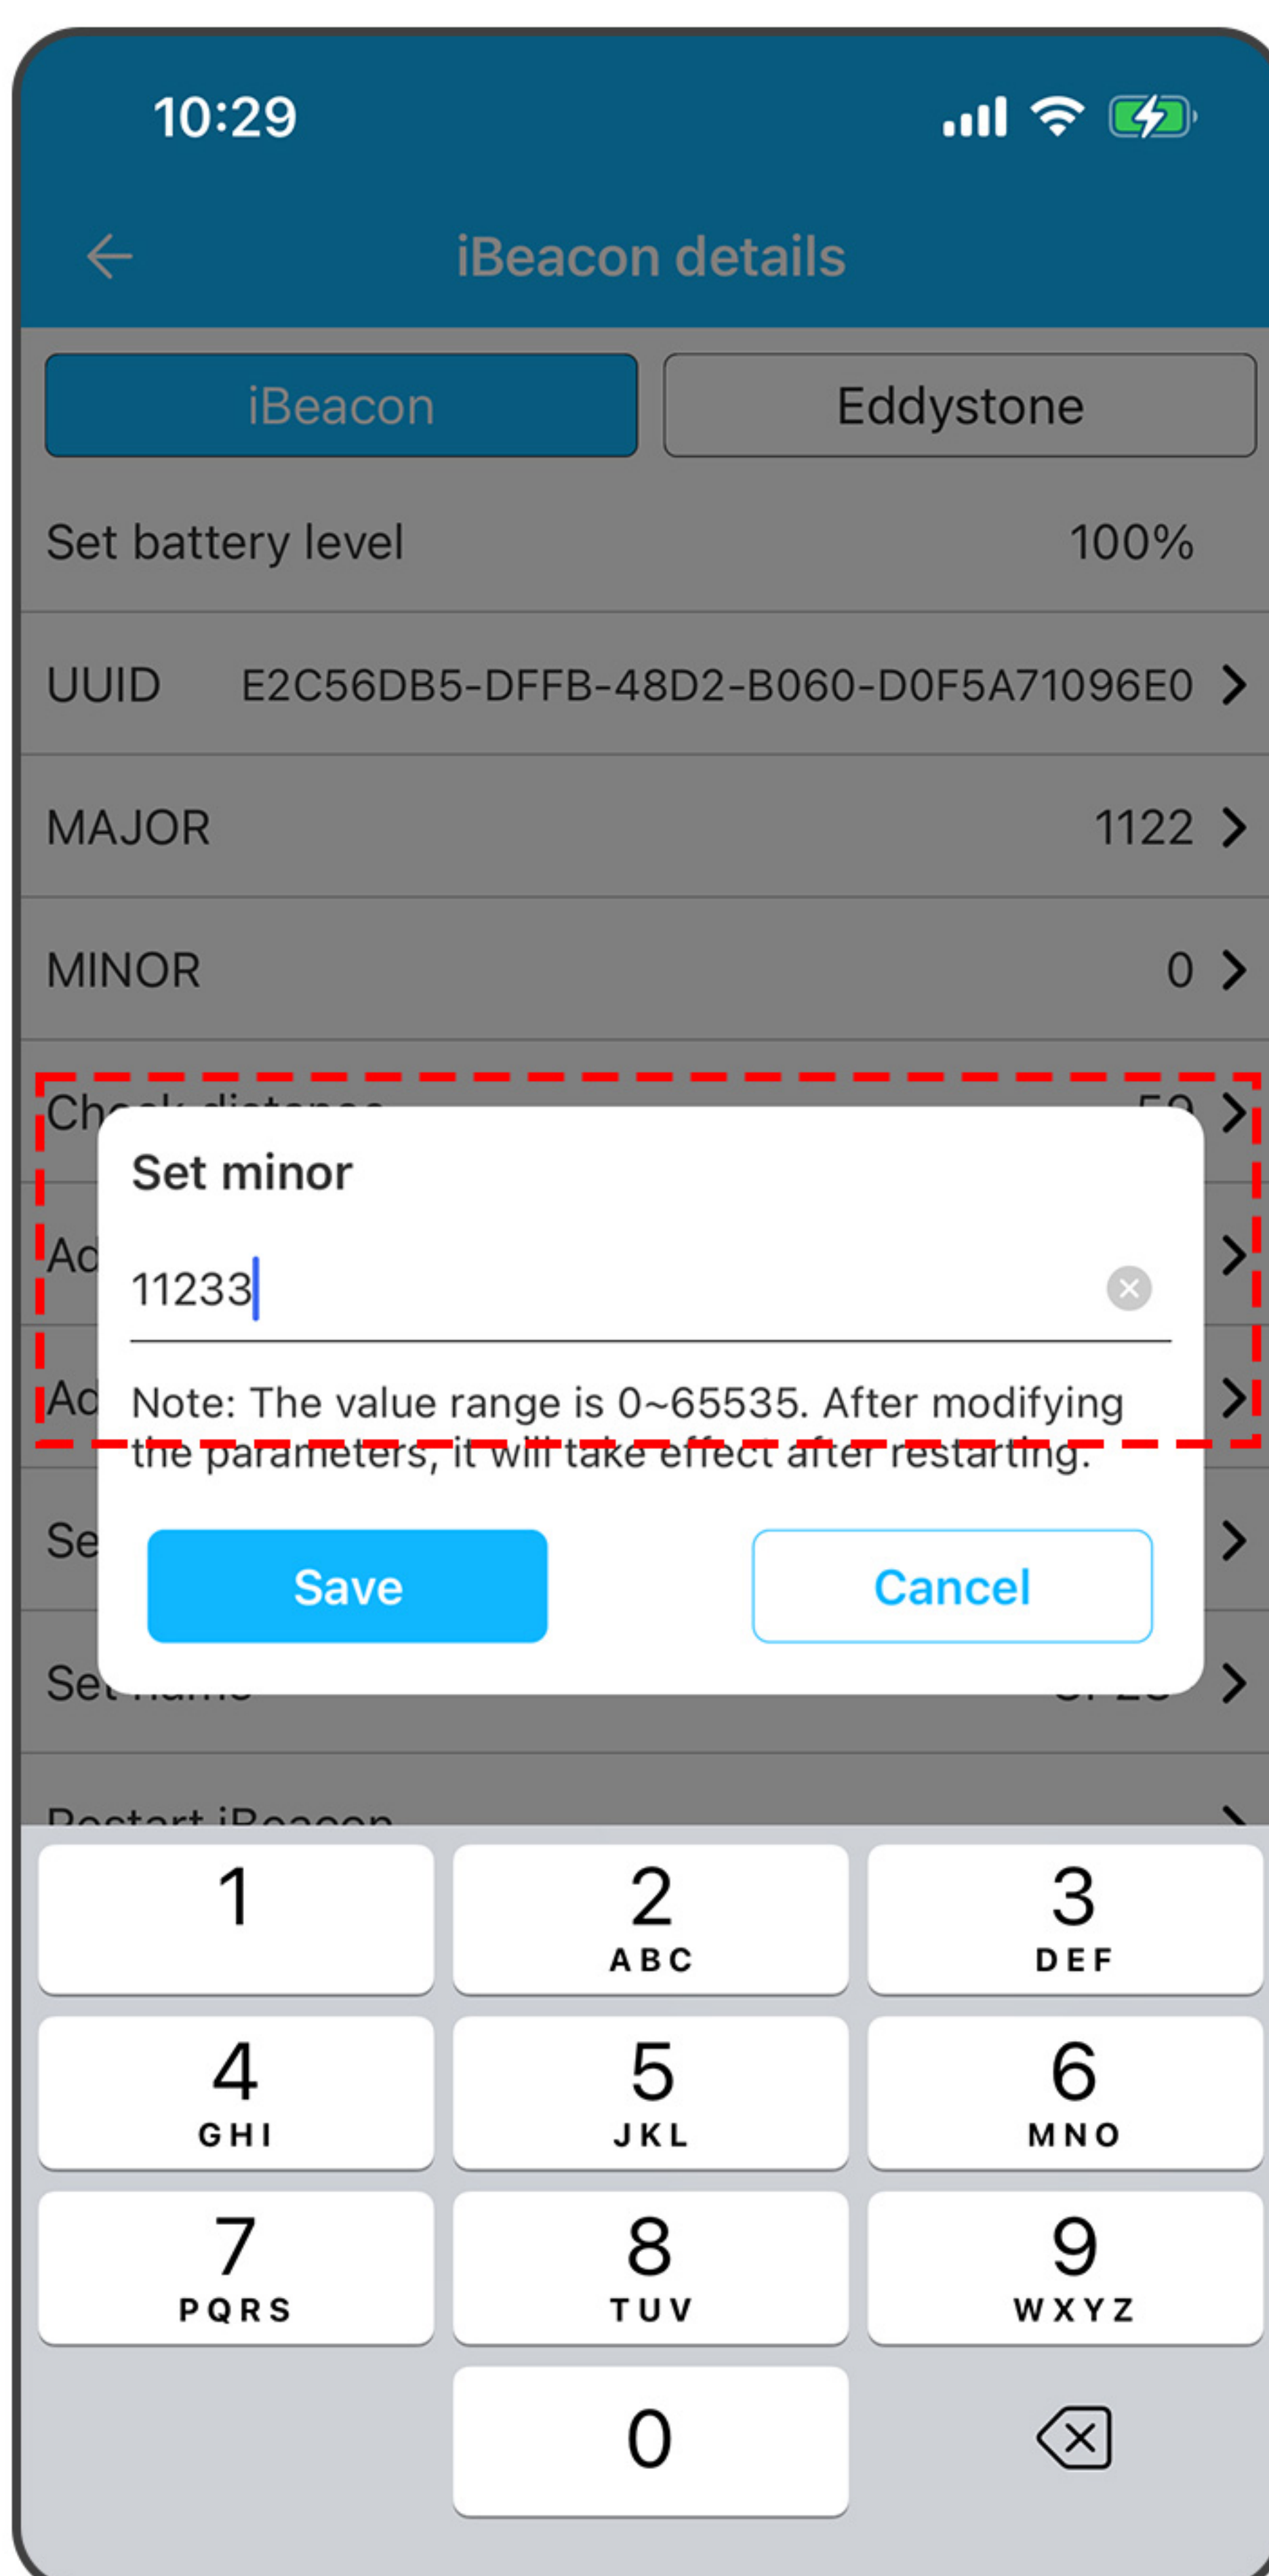 10:29
iBeacon details
iBeacon Eddystone
Set battery level 100%
UUID E2C56DB5-DFFB-48D2-B060-D0F5A71096E0
MAJOR 1122
MINOR 0
Set minor
11233
Note: The value range is 0~65535. After modifying
the parameters, it will take effect after restarting.
Save Cancel
Restart iBeacon
1 2 3
ABC DEF
4 5 6
GHI JKL MNO
7 8 9
PQRS TUV WXYZ
0